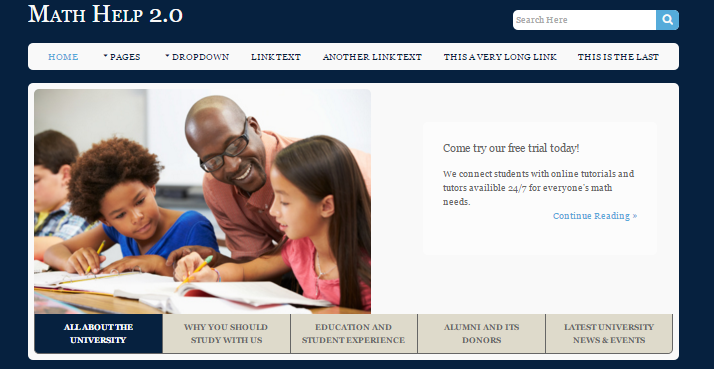 Math Help 2.0
Search Here
HOME PAGES DROPDOWN LINK TEXT ANOTHER LINK TEXT THIS A VERY LONG LINK THIS IS THE LAST
Come try our free trial today!
We connect students with online tutorials and
tutors availible 24/7 for everyone's math
needs.
Continue Reading »
ALL ABOUT THE
UNIVERSITY
WHY YOU SHOULD
STUDY WITH US
EDUCATION AND
STUDENT EXPERIENCE
ALUMNI AND ITS
DONORS
LATEST UNIVERSITY
NEWS & EVENTS